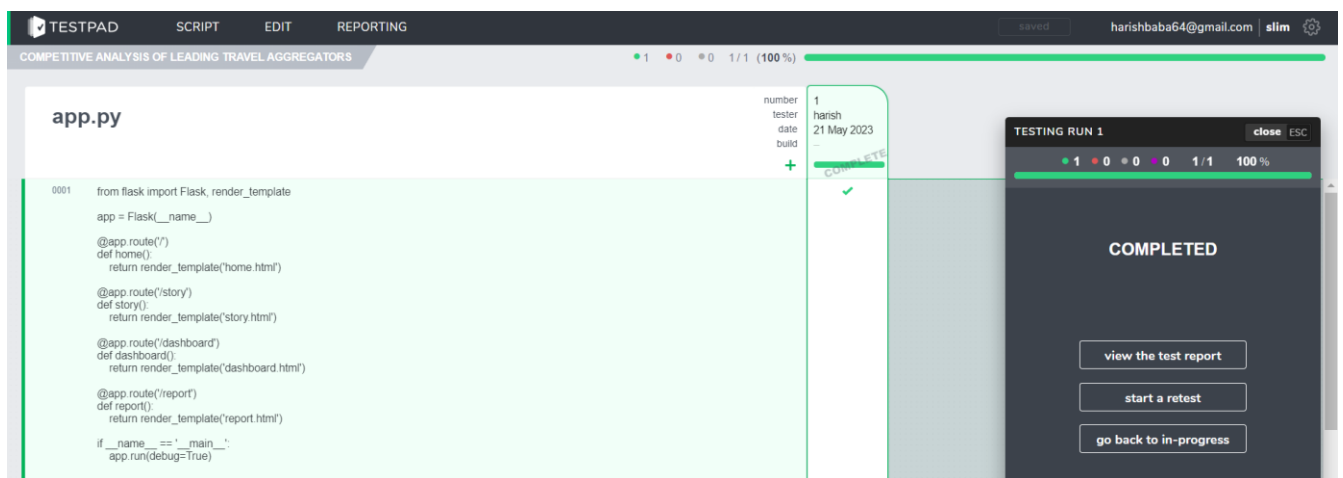 TESTPAD SCRIPT EDIT REPORTING saved harishbaba64@gmail.com slim
COMPETITIVE ANALYSIS OF LEADING TRAVEL AGGREGATORS 1 0 0 1/1 (100%)
app.py
number 1
tester harish
date 21 May 2023
build --
+ COMPLETE
TESTING RUN 1 close ESC
1 0 0 0 1/1 100%
COMPLETED
view the test report
start a retest
go back to in-progress
0001 from flask import Flask, render_template
app = Flask(__name__)
@app.route('/')
def home():
return render_template('home.html')
@app.route('/story')
def story():
return render_template('story.html')
@app.route('/dashboard')
def dashboard():
return render_template('dashboard.html')
@app.route('/report')
def report():
return render_template('report.html')
if __name__ == '__main__':
app.run(debug=True)